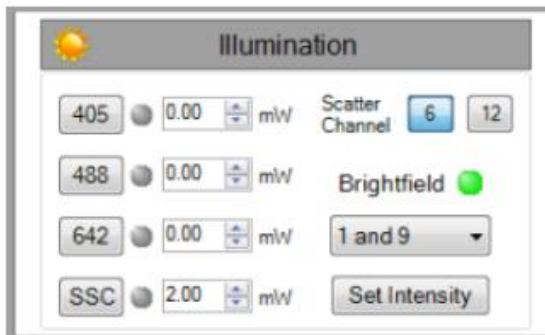 Illumination
405 0.00 mW Scatter Channel 6 12
488 0.00 mW Brightfield
642 0.00 mW 1 and 9
SSC 2.00 mW Set Intensity